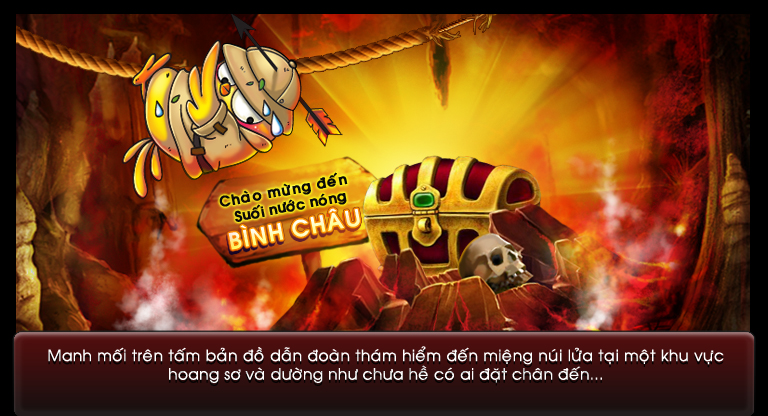 Chào mừng đến
Suối nước nóng
BÌNH CHÂU
Manh mối trên tấm bản đồ dẫn đoàn thám hiểm đến miệng núi lửa tại một khu vực
hoang sơ và dường như chưa hề có ai đặt chân đến...